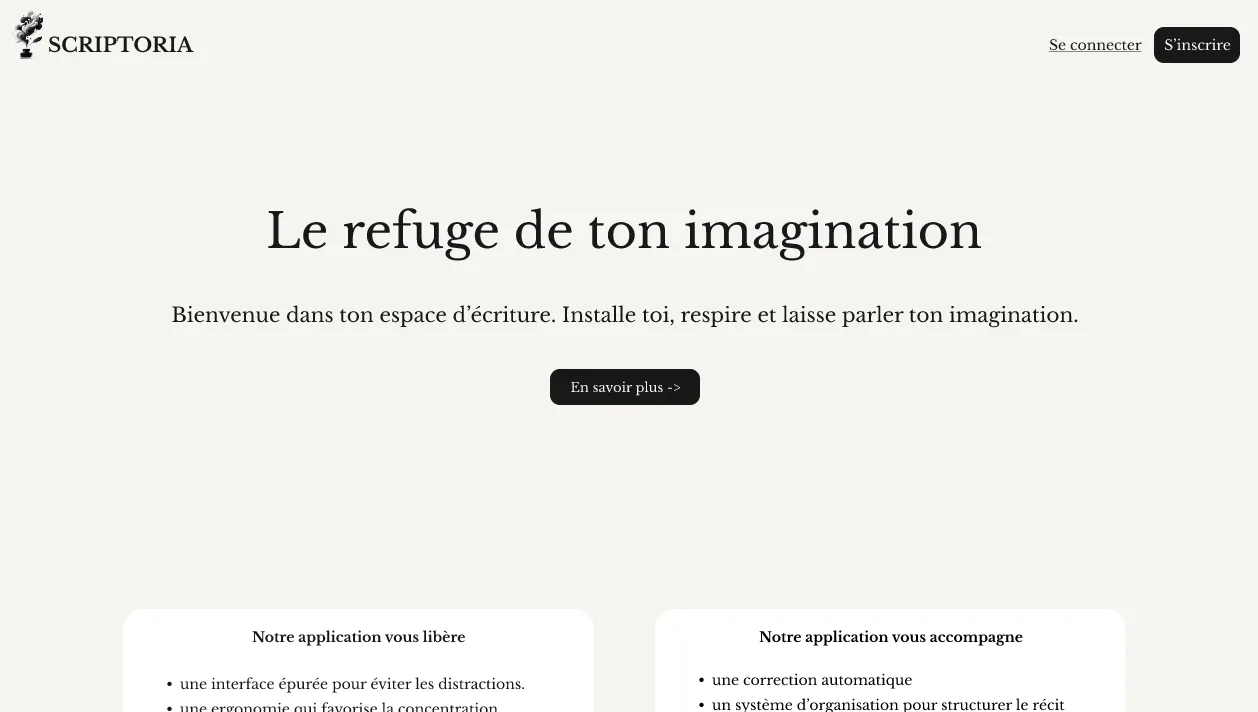 SCRIPTORIA
Se connecter
S’inscrire
Le refuge de ton imagination
Bienvenue dans ton espace d’écriture. Installe toi, respire et laisse parler ton imagination.
En savoir plus ->
Notre application vous libère
• une interface épurée pour éviter les distractions.
• une ergonomie qui favorise la concentration
Notre application vous accompagne
• une correction automatique
• un système d’organisation pour structurer le récit